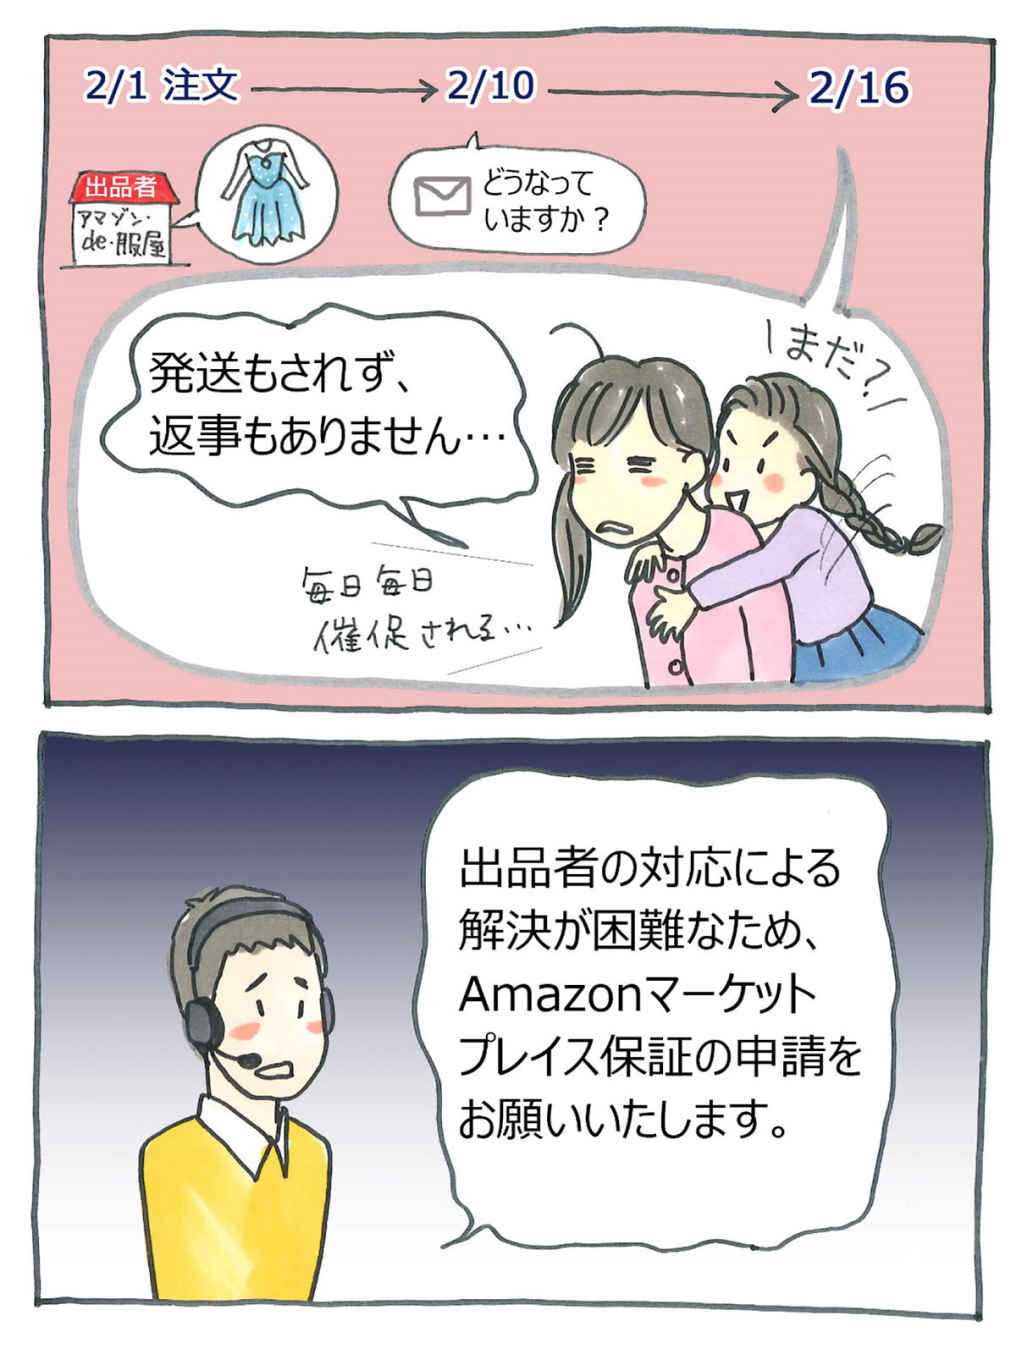 2/1 注文
2/10
2/16
出品者
アマゾン・
de・服屋
どうなって
いますか？
まだ？
発送もされず、
返事もありません…
毎日毎日
催促される…
出品者の対応による
解決が困難なため、
Amazonマーケット
プレイス保証の申請を
お願いいたします。